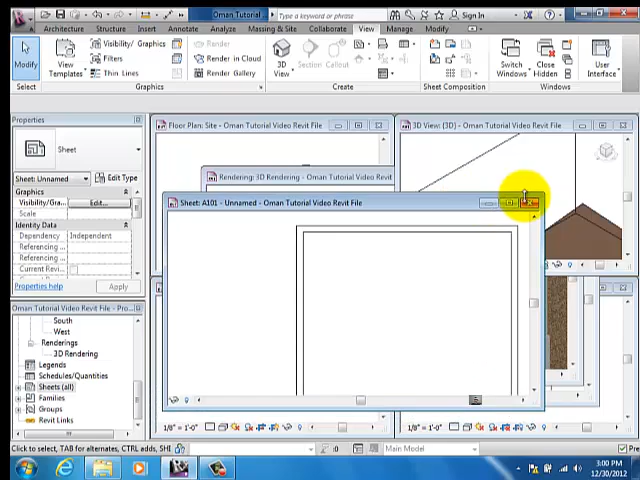 Oman Tutorial
Type a keyword or phrase
Sign In
Architecture Structure Insert Annotate Analyze Massing & Site Collaborate View Manage Modify
Modify
View Templates
Visibility/ Graphics
Filters
Thin Lines
Render
Render in Cloud
Render Gallery
3D View
Section
Callout
Switch Windows
Close Hidden
User Interface
Select
Graphics
Create
Sheet Composition
Windows
Properties
Sheet
Sheet: Unnamed
Edit Type
Graphics
Visibility/Gra... Edit...
Scale
Identity Data
Dependency Independent
Referencing ...
Referencing ...
Current Revi...
Properties help
Apply
Floor Plan: Site - Oman Tutorial Video Revit File
3D View: {3D} - Oman Tutorial Video Revit File
Rendering: 3D Rendering - Oman Tutorial Video Revit
Sheet: A101 - Unnamed - Oman Tutorial Video Revit File
Oman Tutorial Video Revit File - Pro...
South
West
Renderings
3D Rendering
Legends
Schedules/Quantities
Sheets (all)
Families
Groups
Revit Links
1/8" = 1'-0"
1/8" = 1'-0"
Click to select, TAB for alternates, CTRL adds, SHI
:0
Main Model
Pre
3:00 PM
12/30/2012